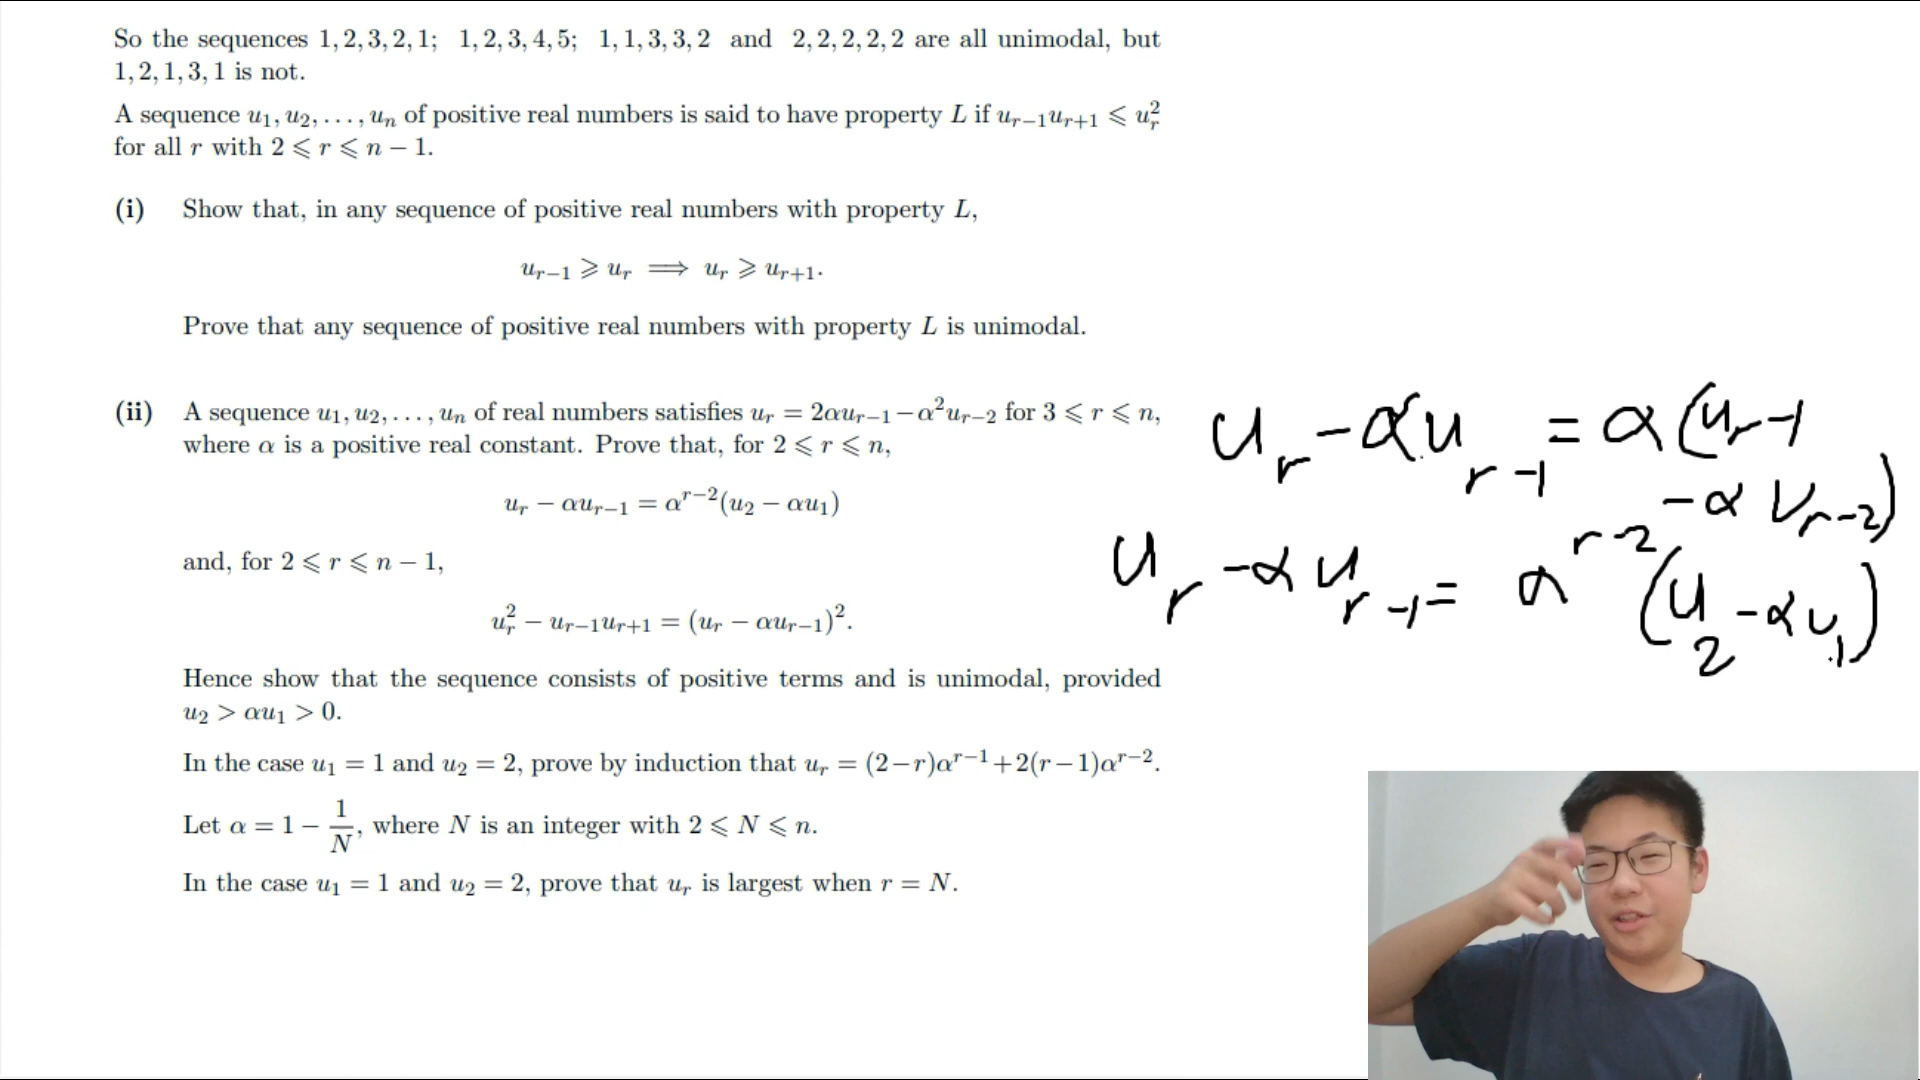 So the sequences 1, 2, 3, 2, 1; 1, 2, 3, 4, 5; 1, 1, 3, 3, 2 and 2, 2, 2, 2, 2 are all unimodal, but
1, 2, 1, 3, 1 is not.
A sequence u₁, u₂, . . . , uₙ of positive real numbers is said to have property L if uᵣ₋₁uᵣ₊₁ ⩽ uᵣ²
for all r with 2 ⩽ r ⩽ n − 1.
(i) Show that, in any sequence of positive real numbers with property L,
uᵣ₋₁ ⩾ uᵣ ⟹ uᵣ ⩾ uᵣ₊₁.
Prove that any sequence of positive real numbers with property L is unimodal.
(ii) A sequence u₁, u₂, . . . , uₙ of real numbers satisfies uᵣ = 2αuᵣ₋₁ − α²uᵣ₋₂ for 3 ⩽ r ⩽ n,
where α is a positive real constant. Prove that, for 2 ⩽ r ⩽ n,
uᵣ − αuᵣ₋₁ = αʳ⁻²(u₂ − αu₁)
and, for 2 ⩽ r ⩽ n − 1,
uᵣ² − uᵣ₋₁uᵣ₊₁ = (uᵣ − αuᵣ₋₁)².
Hence show that the sequence consists of positive terms and is unimodal, provided
u₂ > αu₁ > 0.
In the case u₁ = 1 and u₂ = 2, prove by induction that uᵣ = (2−r)αʳ⁻¹ + 2(r−1)αʳ⁻².
Let α = 1 − 1/N, where N is an integer with 2 ⩽ N ⩽ n.
In the case u₁ = 1 and u₂ = 2, prove that uᵣ is largest when r = N.
uᵣ − αuᵣ₋₁ = α(uᵣ₋₁
− αuᵣ₋₂)
uᵣ − αuᵣ₋₁ = αʳ⁻²(u₂ − αu₁)